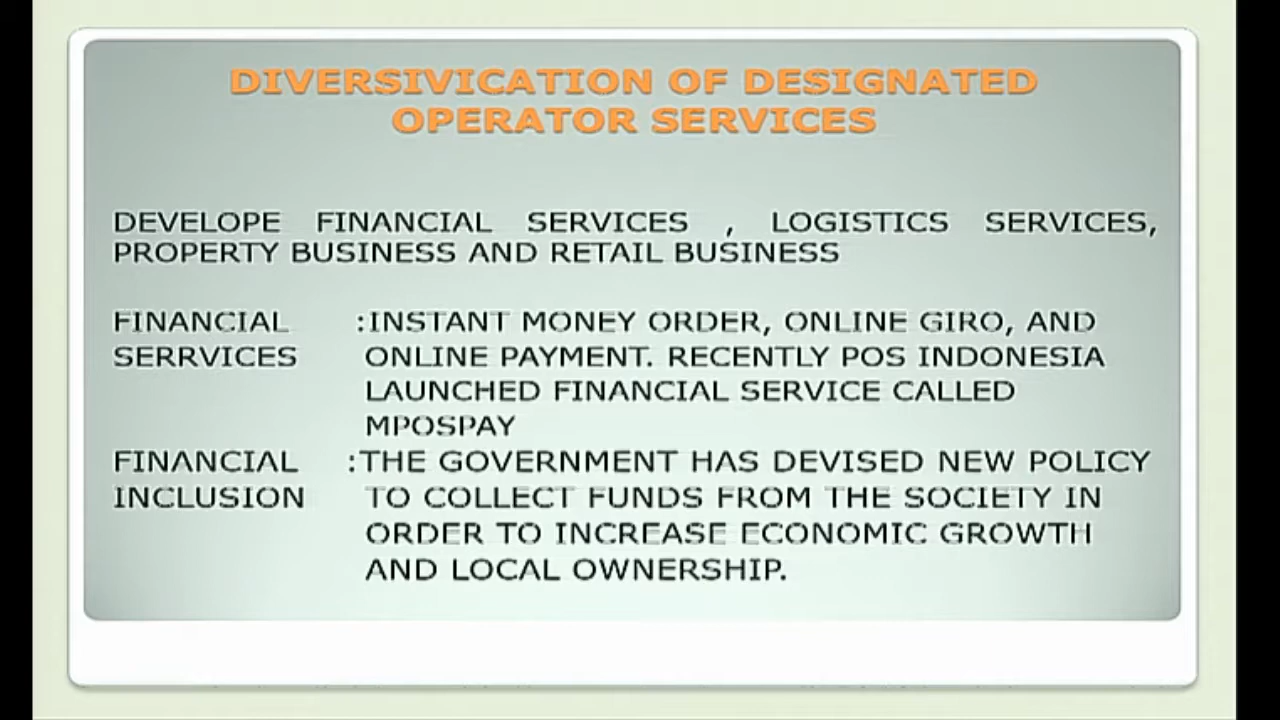 DIVERSIVICATION OF DESIGNATED
OPERATOR SERVICES
DEVELOPE FINANCIAL SERVICES , LOGISTICS SERVICES,
PROPERTY BUSINESS AND RETAIL BUSINESS
FINANCIAL :INSTANT MONEY ORDER, ONLINE GIRO, AND
SERRVICES ONLINE PAYMENT. RECENTLY POS INDONESIA
LAUNCHED FINANCIAL SERVICE CALLED
MPOSPAY
FINANCIAL :THE GOVERNMENT HAS DEVISED NEW POLICY
INCLUSION TO COLLECT FUNDS FROM THE SOCIETY IN
ORDER TO INCREASE ECONOMIC GROWTH
AND LOCAL OWNERSHIP.